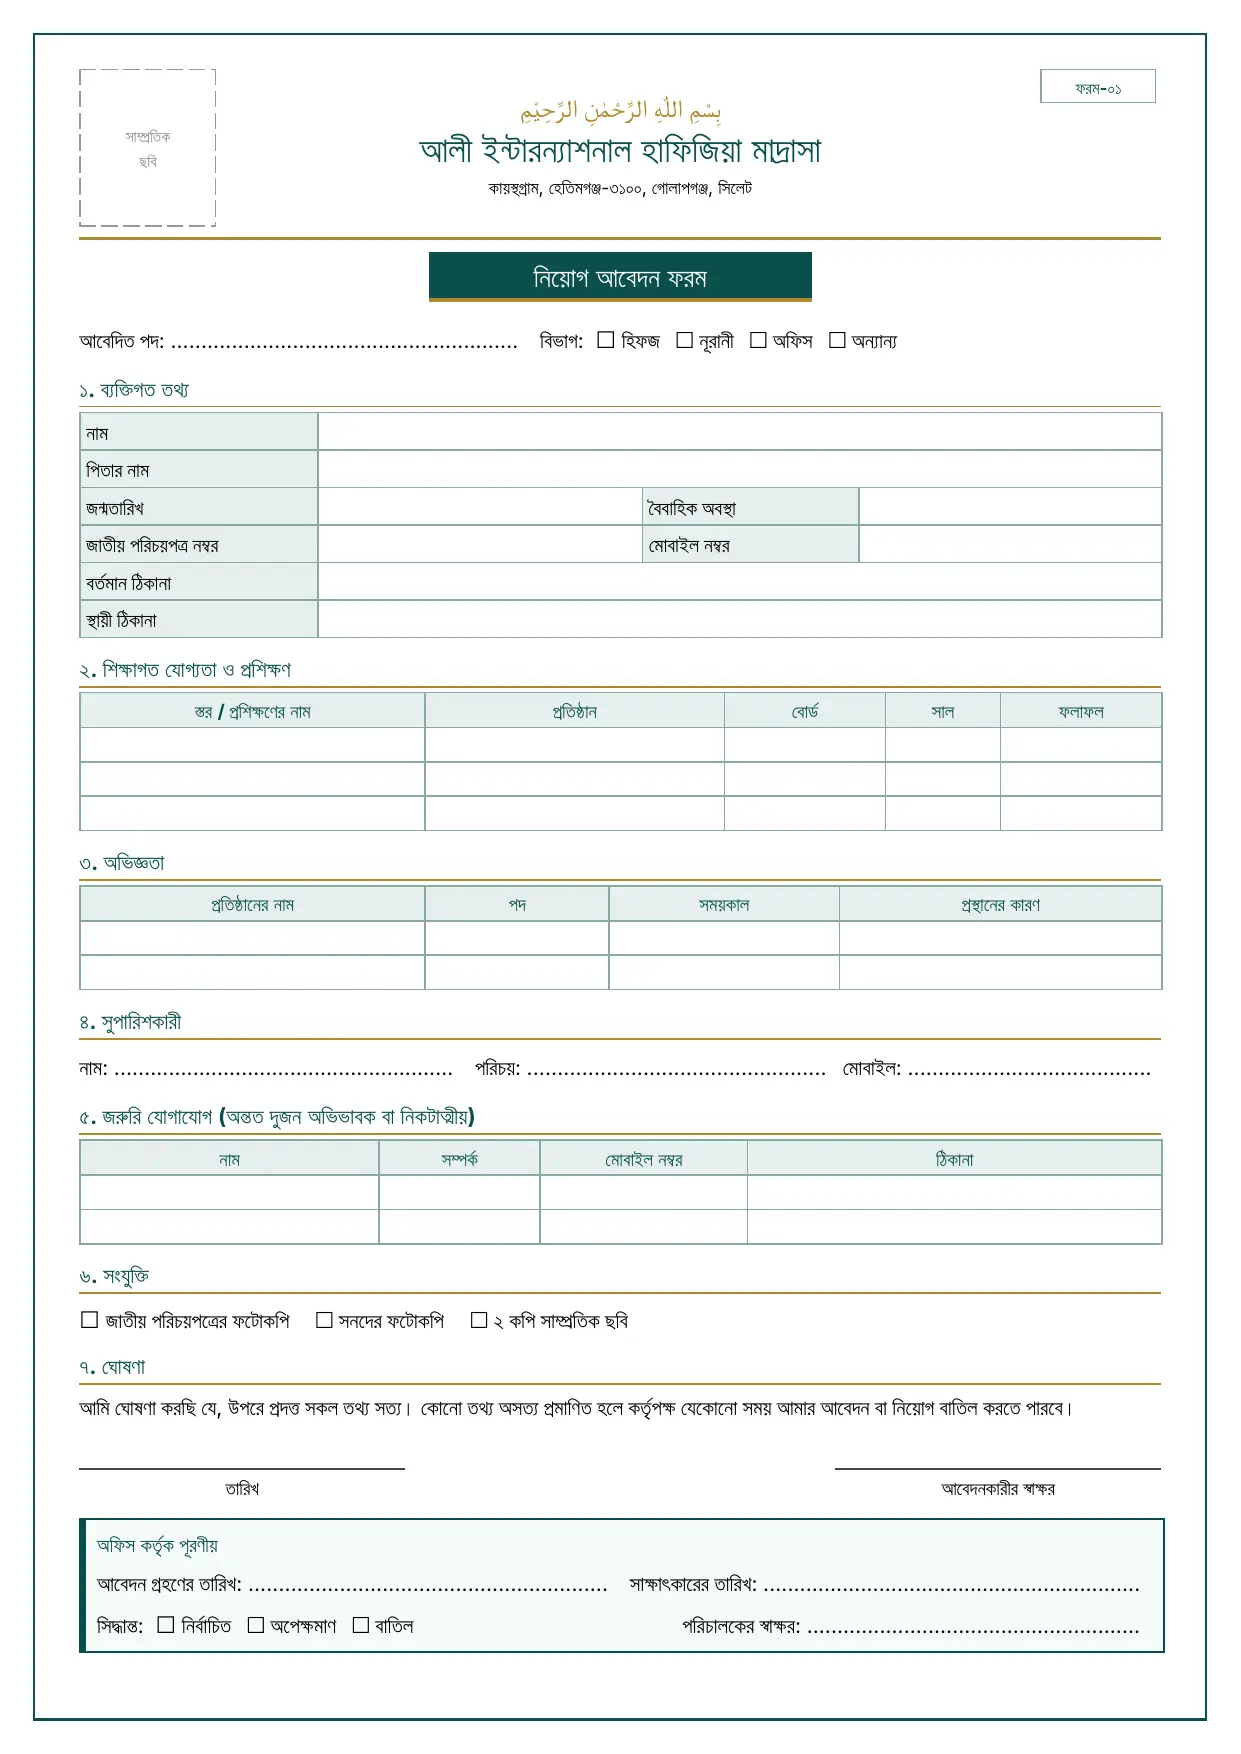 সাম্প্রতিক
ছবি
ফরম-০১
بِسْمِ اللّٰهِ الرَّحْمٰنِ الرَّحِيْمِ
আলী ইন্টারন্যাশনাল হাফিজিয়া মাদ্রাসা
কায়স্থগ্রাম, হেতিমগঞ্জ-৩১০০, গোলাপগঞ্জ, সিলেট
নিয়োগ আবেদন ফরম
আবেদিত পদ: ......................................................... বিভাগ: ☐ হিফজ ☐ নূরানী ☐ অফিস ☐ অন্যান্য
১. ব্যক্তিগত তথ্য
নাম
পিতার নাম
জন্মতারিখ বৈবাহিক অবস্থা
জাতীয় পরিচয়পত্র নম্বর মোবাইল নম্বর
বর্তমান ঠিকানা
স্থায়ী ঠিকানা
২. শিক্ষাগত যোগ্যতা ও প্রশিক্ষণ
স্তর / প্রশিক্ষণের নাম প্রতিষ্ঠান বোর্ড সাল ফলাফল
৩. অভিজ্ঞতা
প্রতিষ্ঠানের নাম পদ সময়কাল প্রস্থানের কারণ
৪. সুপারিশকারী
নাম: ........................................................ পরিচয়: ................................................. মোবাইল: ........................................
৫. জরুরি যোগাযোগ (অন্তত দুজন অভিভাবক বা নিকটাত্মীয়)
নাম সম্পর্ক মোবাইল নম্বর ঠিকানা
৬. সংযুক্তি
☐ জাতীয় পরিচয়পত্রের ফটোকপি ☐ সনদের ফটোকপি ☐ ২ কপি সাম্প্রতিক ছবি
৭. ঘোষণা
আমি ঘোষণা করছি যে, উপরে প্রদত্ত সকল তথ্য সত্য। কোনো তথ্য অসত্য প্রমাণিত হলে কর্তৃপক্ষ যেকোনো সময় আমার আবেদন বা নিয়োগ বাতিল করতে পারবে।
তারিখ আবেদনকারীর স্বাক্ষর
অফিস কর্তৃক পূরণীয়
আবেদন গ্রহণের তারিখ: ........................................................... সাক্ষাৎকারের তারিখ: ..............................................................
সিদ্ধান্ত: ☐ নির্বাচিত ☐ অপেক্ষমাণ ☐ বাতিল পরিচালকের স্বাক্ষর: .......................................................